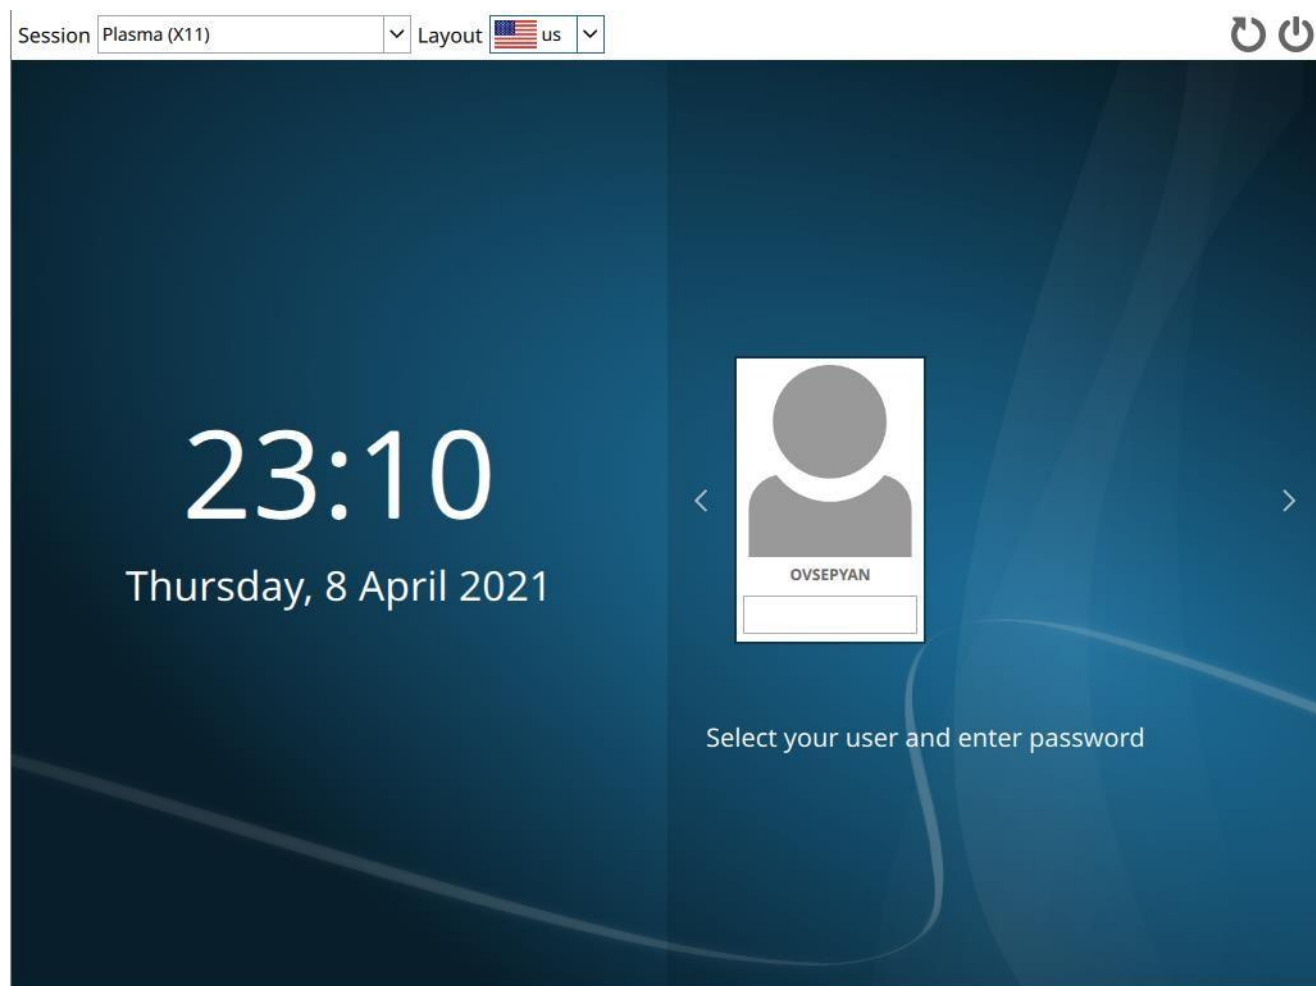 Session Plasma (X11) Layout us
23:10
Thursday, 8 April 2021
OVSEPYAN
Select your user and enter password